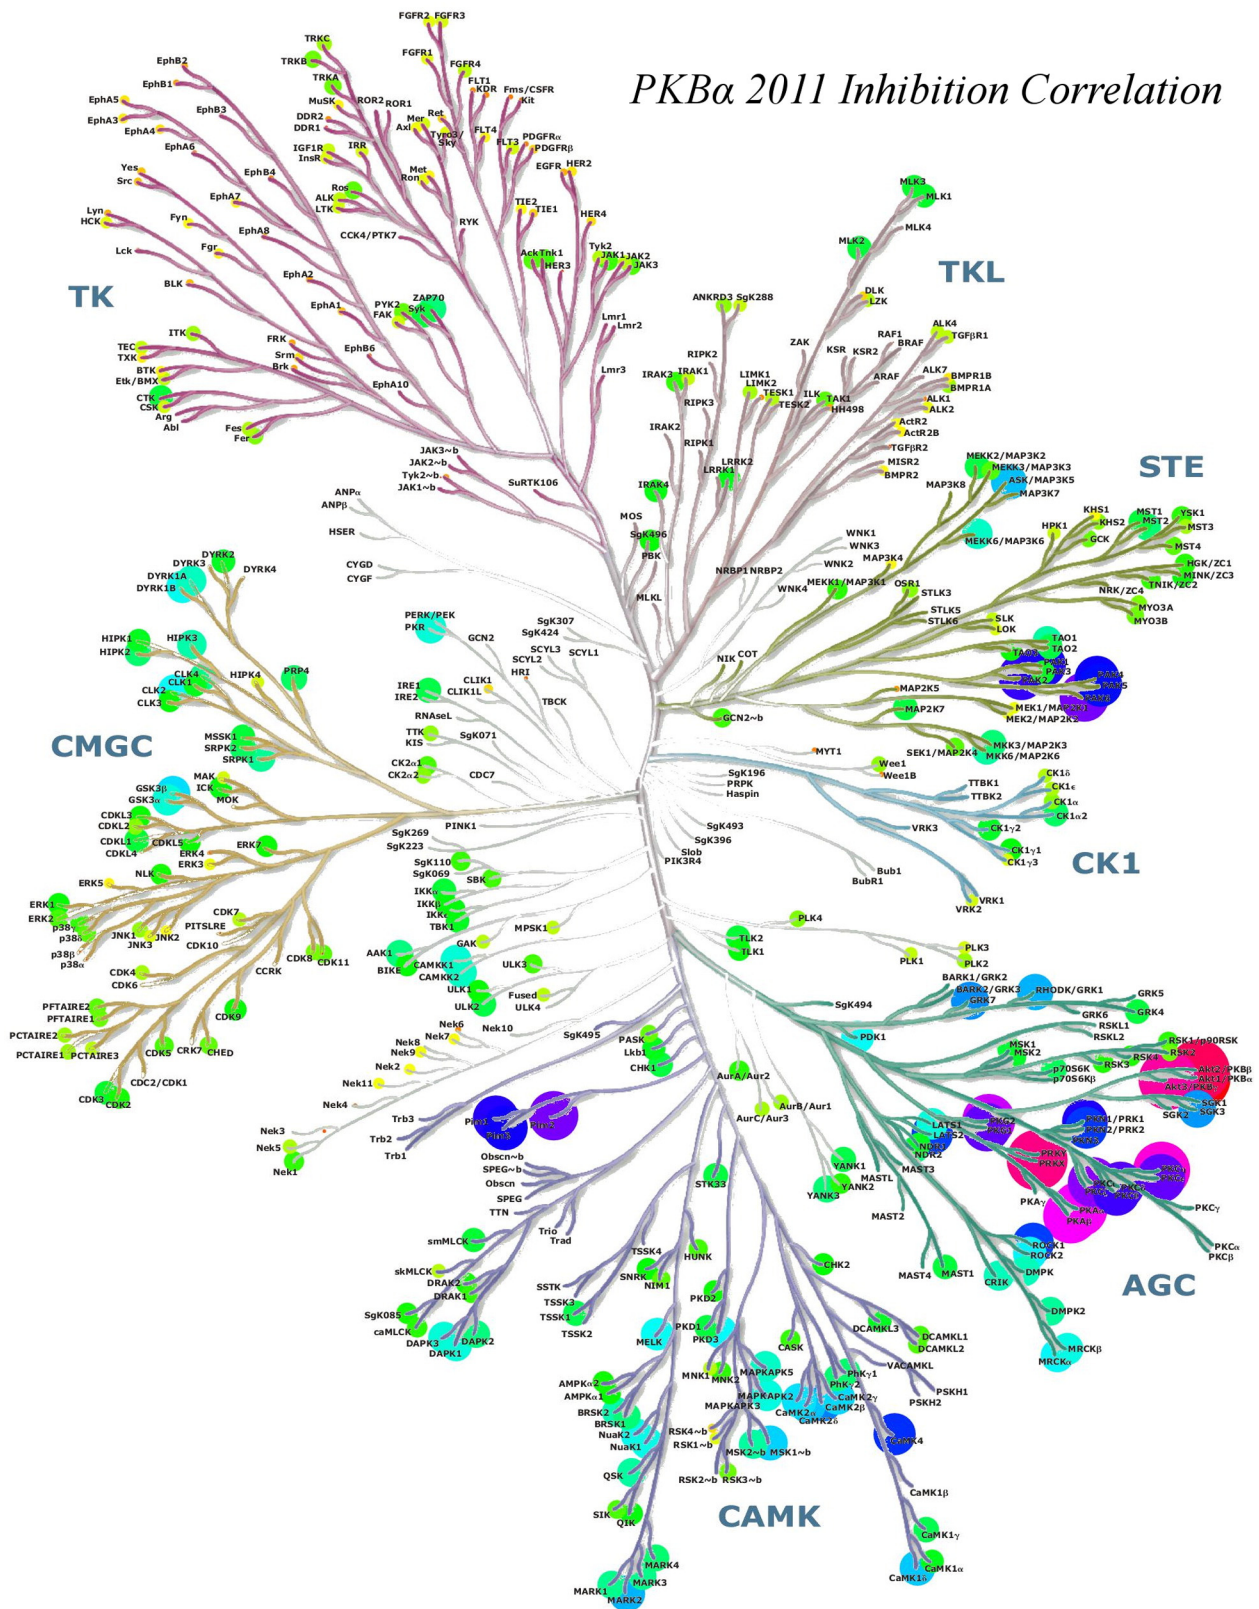 PKBα 2011 Inhibition Correlation
FGFR2 FGFR3
TRKC
TRKB
FGFR1
EphB2
EphB1
TRKA
FGFR4
FLT1
KDR
Fms/CSFR
Kit
EphA5
EphA3
EphB3
MuSK
ROR2
ROR1
DDR2
DDR1
Mer
Axl
Ret
Tyro3/
Sky
FLT4
FLT3
PDGFRα
PDGFRβ
EphA4
EphA6
IGF1R
InsR
IRR
Met
Ron
EGFR
HER2
Yes
Src
EphB4
Ros
ALK
LTK
TIE2
TIE1
HER4
EphA7
Lyn
HCK
Fyn
EphA8
CCK4/PTK7
RYK
Lck
Fgr
Ack
Tnk1
HER3
Tyk2
JAK1
JAK2
JAK3
BLK
EphA2
EphA1
PYK2
FAK
ZAP70
Syk
TK
Lmr1
Lmr2
Lmr3
ITK
TEC
TXK
BTK
Etk/BMX
FRK
Srm
Brk
EphB6
EphA10
CTK
CSK
Arg
Abl
Fes
Fer
JAK3~b
JAK2~b
Tyk2~b
JAK1~b
SuRTK106
MLK3
MLK1
MLK4
MLK2
TKL
DLK
LZK
ANKRD3
SgK288
ZAK
KSR
KSR2
RAF1
BRAF
ARAF
ALK4
TGFβR1
ALK7
BMPR1B
BMPR1A
ALK1
ALK2
ActR2
ActR2B
TGFβR2
MISR2
BMPR2
RIPK2
IRAK3
IRAK1
LIMK1
LIMK2
TESK1
TESK2
ILK
TAK1
HH498
RIPK3
IRAK2
RIPK1
LRRK2
LRRK1
IRAK4
MOS
SgK496
PBK
MLKL
NRBP1
NRBP2
WNK1
WNK3
WNK2
WNK4
STE
MEKK2/MAP3K2
MEKK3/MAP3K3
ASK/MAP3K5
MAP3K7
MAP3K8
MEKK6/MAP3K6
MAP3K4
MEKK1/MAP3K1
KHS1
KHS2
HPK1
GCK
MST1
MST2
YSK1
MST3
MST4
HGK/ZC1
MINK/ZC3
TNIK/ZC2
NRK/ZC4
MYO3A
MYO3B
OSR1
STLK3
STLK5
STLK6
SLK
LOK
TAO1
TAO2
NIK
COT
MAP2K5
MAP2K7
MEK1/MAP2K1
MEK2/MAP2K2
GCN2~b
SEK1/MAP2K4
MKK3/MAP2K3
MKK6/MAP2K6
ANPα
ANPβ
HSER
CYGD
CYGF
DYRK2
DYRK3
DYRK4
DYRK1A
DYRK1B
HIPK1
HIPK2
HIPK3
HIPK4
PRP4
CLK4
CLK1
CLK2
CLK3
CMGC
MSSK1
SRPK2
SRPK1
MAK
ICK
MOK
GSK3β
GSK3α
CDKL3
CDKL2
CDKL1
CDKL4
CDKL5
ERK7
ERK4
ERK3
NLK
ERK5
ERK1
ERK2
p38γ
p38δ
p38β
p38α
JNK1
JNK3
JNK2
CDK7
PITSLRE
CDK10
CDK4
CDK6
CCRK
CDK8
CDK11
PFTAIRE2
PFTAIRE1
CDK9
PCTAIRE2
PCTAIRE1
PCTAIRE3
CDK5
CRK7
CHED
CDC2/CDK1
CDK3
CDK2
PERK/PEK
PKR
GCN2
SgK307
SgK424
SCYL3
SCYL2
SCYL1
HRI
TBCK
IRE1
IRE2
CLIK1
CLIK1L
RNAseL
TTK
KIS
SgK071
CK2α1
CK2α2
CDC7
PINK1
SgK269
SgK223
SgK110
SgK069
SBK
IKKα
IKKβ
IKKε
TBK1
MPSK1
GAK
AAK1
BIKE
CAMKK1
CAMKK2
ULK3
ULK1
ULK2
Fused
ULK4
Nek6
Nek7
Nek10
Nek8
Nek9
Nek2
Nek11
Nek4
Nek3
Nek5
Nek1
MYT1
Wee1
Wee1B
SgK196
PRPK
Haspin
SgK493
SgK396
Slob
PIK3R4
Bub1
BubR1
TTBK1
TTBK2
CK1δ
CK1ε
CK1α
CK1α2
VRK3
CK1γ2
CK1γ1
CK1γ3
CK1
VRK1
VRK2
PLK4
PLK1
PLK3
PLK2
TLK2
TLK1
SgK494
BARK1/GRK2
BARK2/GRK3
GRK7
RHODK/GRK1
GRK5
GRK6
GRK4
RSKL1
RSKL2
PDK1
MSK1
MSK2
RSK1/p90RSK
RSK2
RSK4
RSK3
p70S6K
p70S6Kβ
Akt2/PKBβ
Akt1/PKBα
SGK1
SGK3
SGK2
LATS1
LATS2
NDR1
NDR2
PKN1/PRK1
PKN2/PRK2
PRKY
PRKX
PKAγ
PKAα
PKAβ
PKCγ
PKCα
PKCβ
MAST3
MASTL
MAST2
MAST4
MAST1
ROCK1
ROCK2
CRIK
DMPK
DMPK2
MRCKβ
MRCKα
AGC
SgK495
PASK
Lkb1
CHK1
AurA/Aur2
AurB/Aur1
AurC/Aur3
Trb3
Trb2
Trb1
Pim1
Pim2
Obscn~b
SPEG~b
Obscn
SPEG
TTN
Trio
Trad
STK33
YANK1
YANK2
YANK3
smMLCK
skMLCK
DRAK2
DRAK1
SgK085
caMLCK
DAPK3
DAPK1
DAPK2
TSSK4
SSTK
TSSK3
TSSK1
TSSK2
HUNK
SNRK
NIM1
PKD2
PKD1
PKD3
MELK
CHK2
DCAMKL3
DCAMKL1
DCAMKL2
CASK
VACAMKL
PSKH1
PSKH2
MNK1
MNK2
MAPKAPK5
MAPKAPK2
MAPKAPK3
PhKγ1
PhKγ2
CaMK2γ
CaMK2β
CaMK2α
CaMK2δ
AMPKα2
AMPKα1
BRSK2
BRSK1
NuaK2
NuaK1
RSK4~b
RSK1~b
MSK2~b
MSK1~b
RSK2~b
RSK3~b
CaMK4
QSK
SIK
QIK
CaMK1β
CaMK1γ
CaMK1α
CaMK1δ
MARK4
MARK3
MARK1
MARK2
CAMK